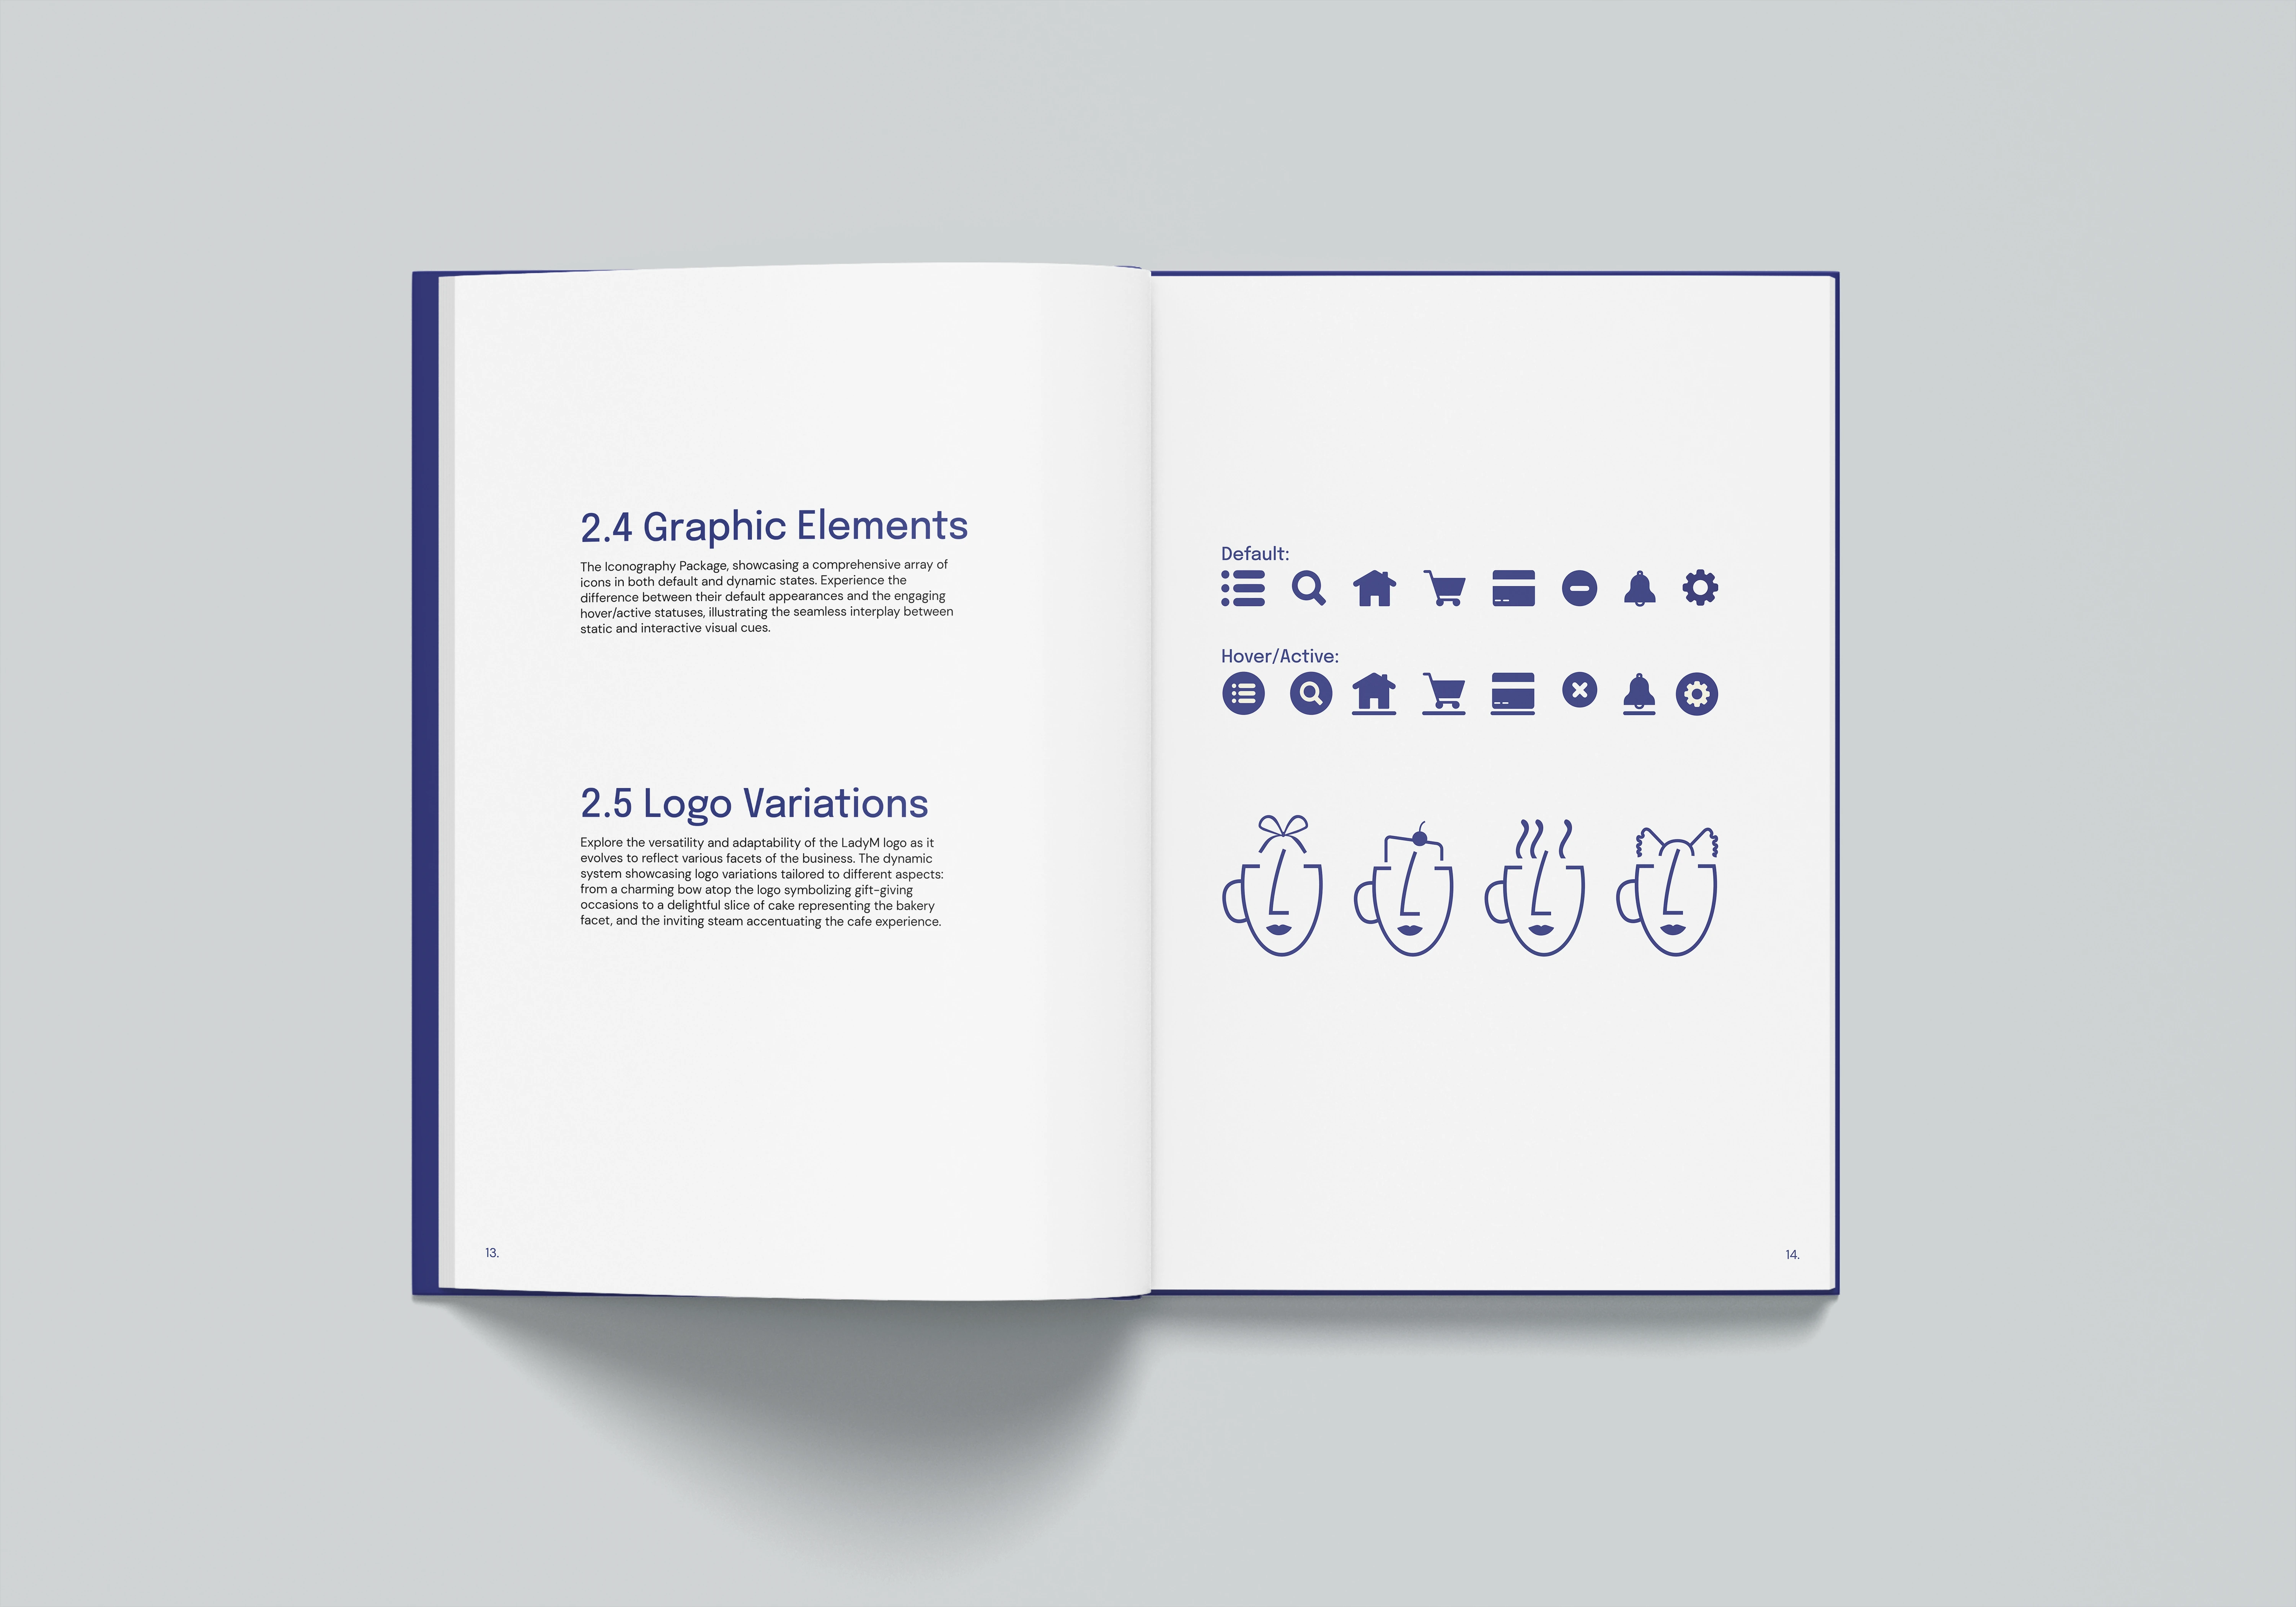 2.4 Graphic Elements
The Iconography Package, showcasing a comprehensive array of
icons in both default and dynamic states. Experience the
difference between their default appearances and the engaging
hover/active statuses, illustrating the seamless interplay between
static and interactive visual cues.
2.5 Logo Variations
Explore the versatility and adaptability of the LadyM logo as it
evolves to reflect various facets of the business. The dynamic
system showcasing logo variations tailored to different aspects:
from a charming bow atop the logo symbolizing gift-giving
occasions to a delightful slice of cake representing the bakery
facet, and the inviting steam accentuating the cafe experience.
13.
Default:
Hover/Active:
14.